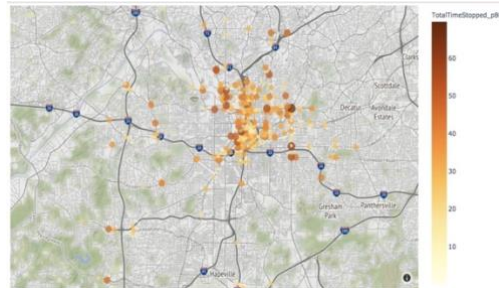 TotalTimeStopped_p8
60
50
40
30
20
10
Scottdale
Decatur
Avondale
Estates
Gresham
Park
Panthersville
Hapeville